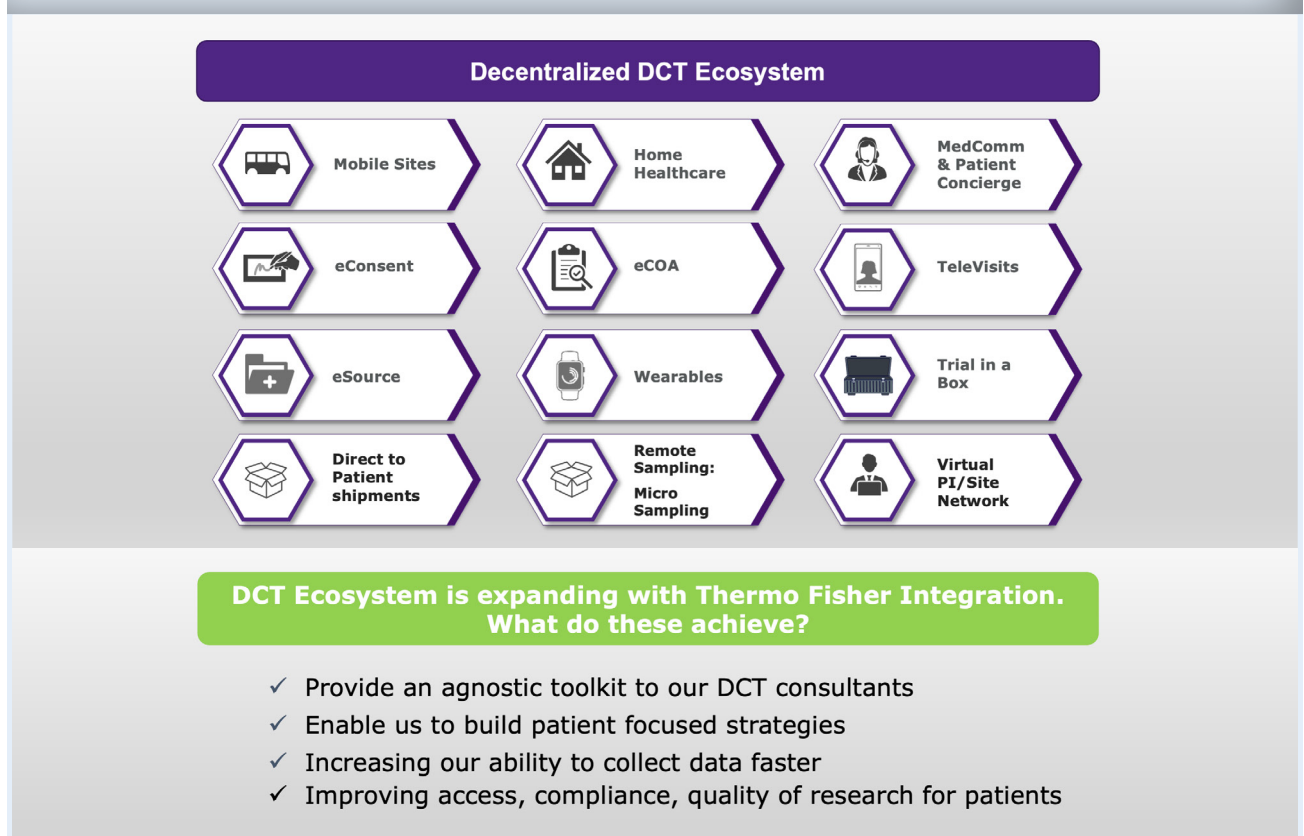 Decentralized DCT Ecosystem
Mobile Sites
Home
Healthcare
MedComm
& Patient
Concierge
eConsent
eCOA
TeleVisits
eSource
Wearables
Trial in a
Box
Direct to
Patient
shipments
Remote
Sampling:
Micro
Sampling
Virtual
PI/Site
Network
DCT Ecosystem is expanding with Thermo Fisher Integration.
What do these achieve?
✓ Provide an agnostic toolkit to our DCT consultants
✓ Enable us to build patient focused strategies
✓ Increasing our ability to collect data faster
✓ Improving access, compliance, quality of research for patients